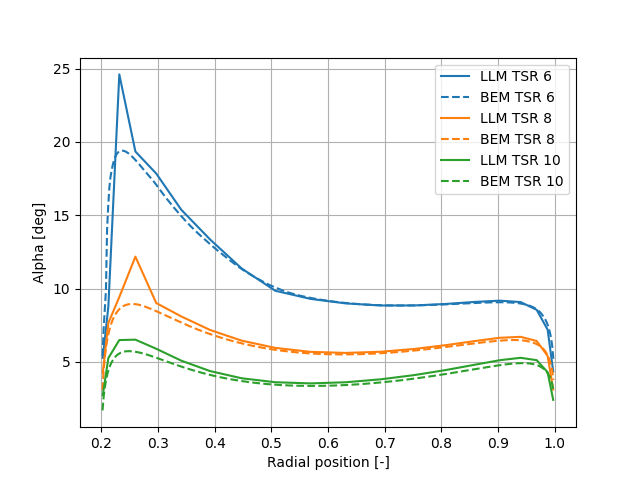 LLM TSR 6
BEM TSR 6
LLM TSR 8
BEM TSR 8
LLM TSR 10
BEM TSR 10
25
20
15
10
5
Alpha [deg]
0.2 0.3 0.4 0.5 0.6 0.7 0.8 0.9 1.0
Radial position [-]